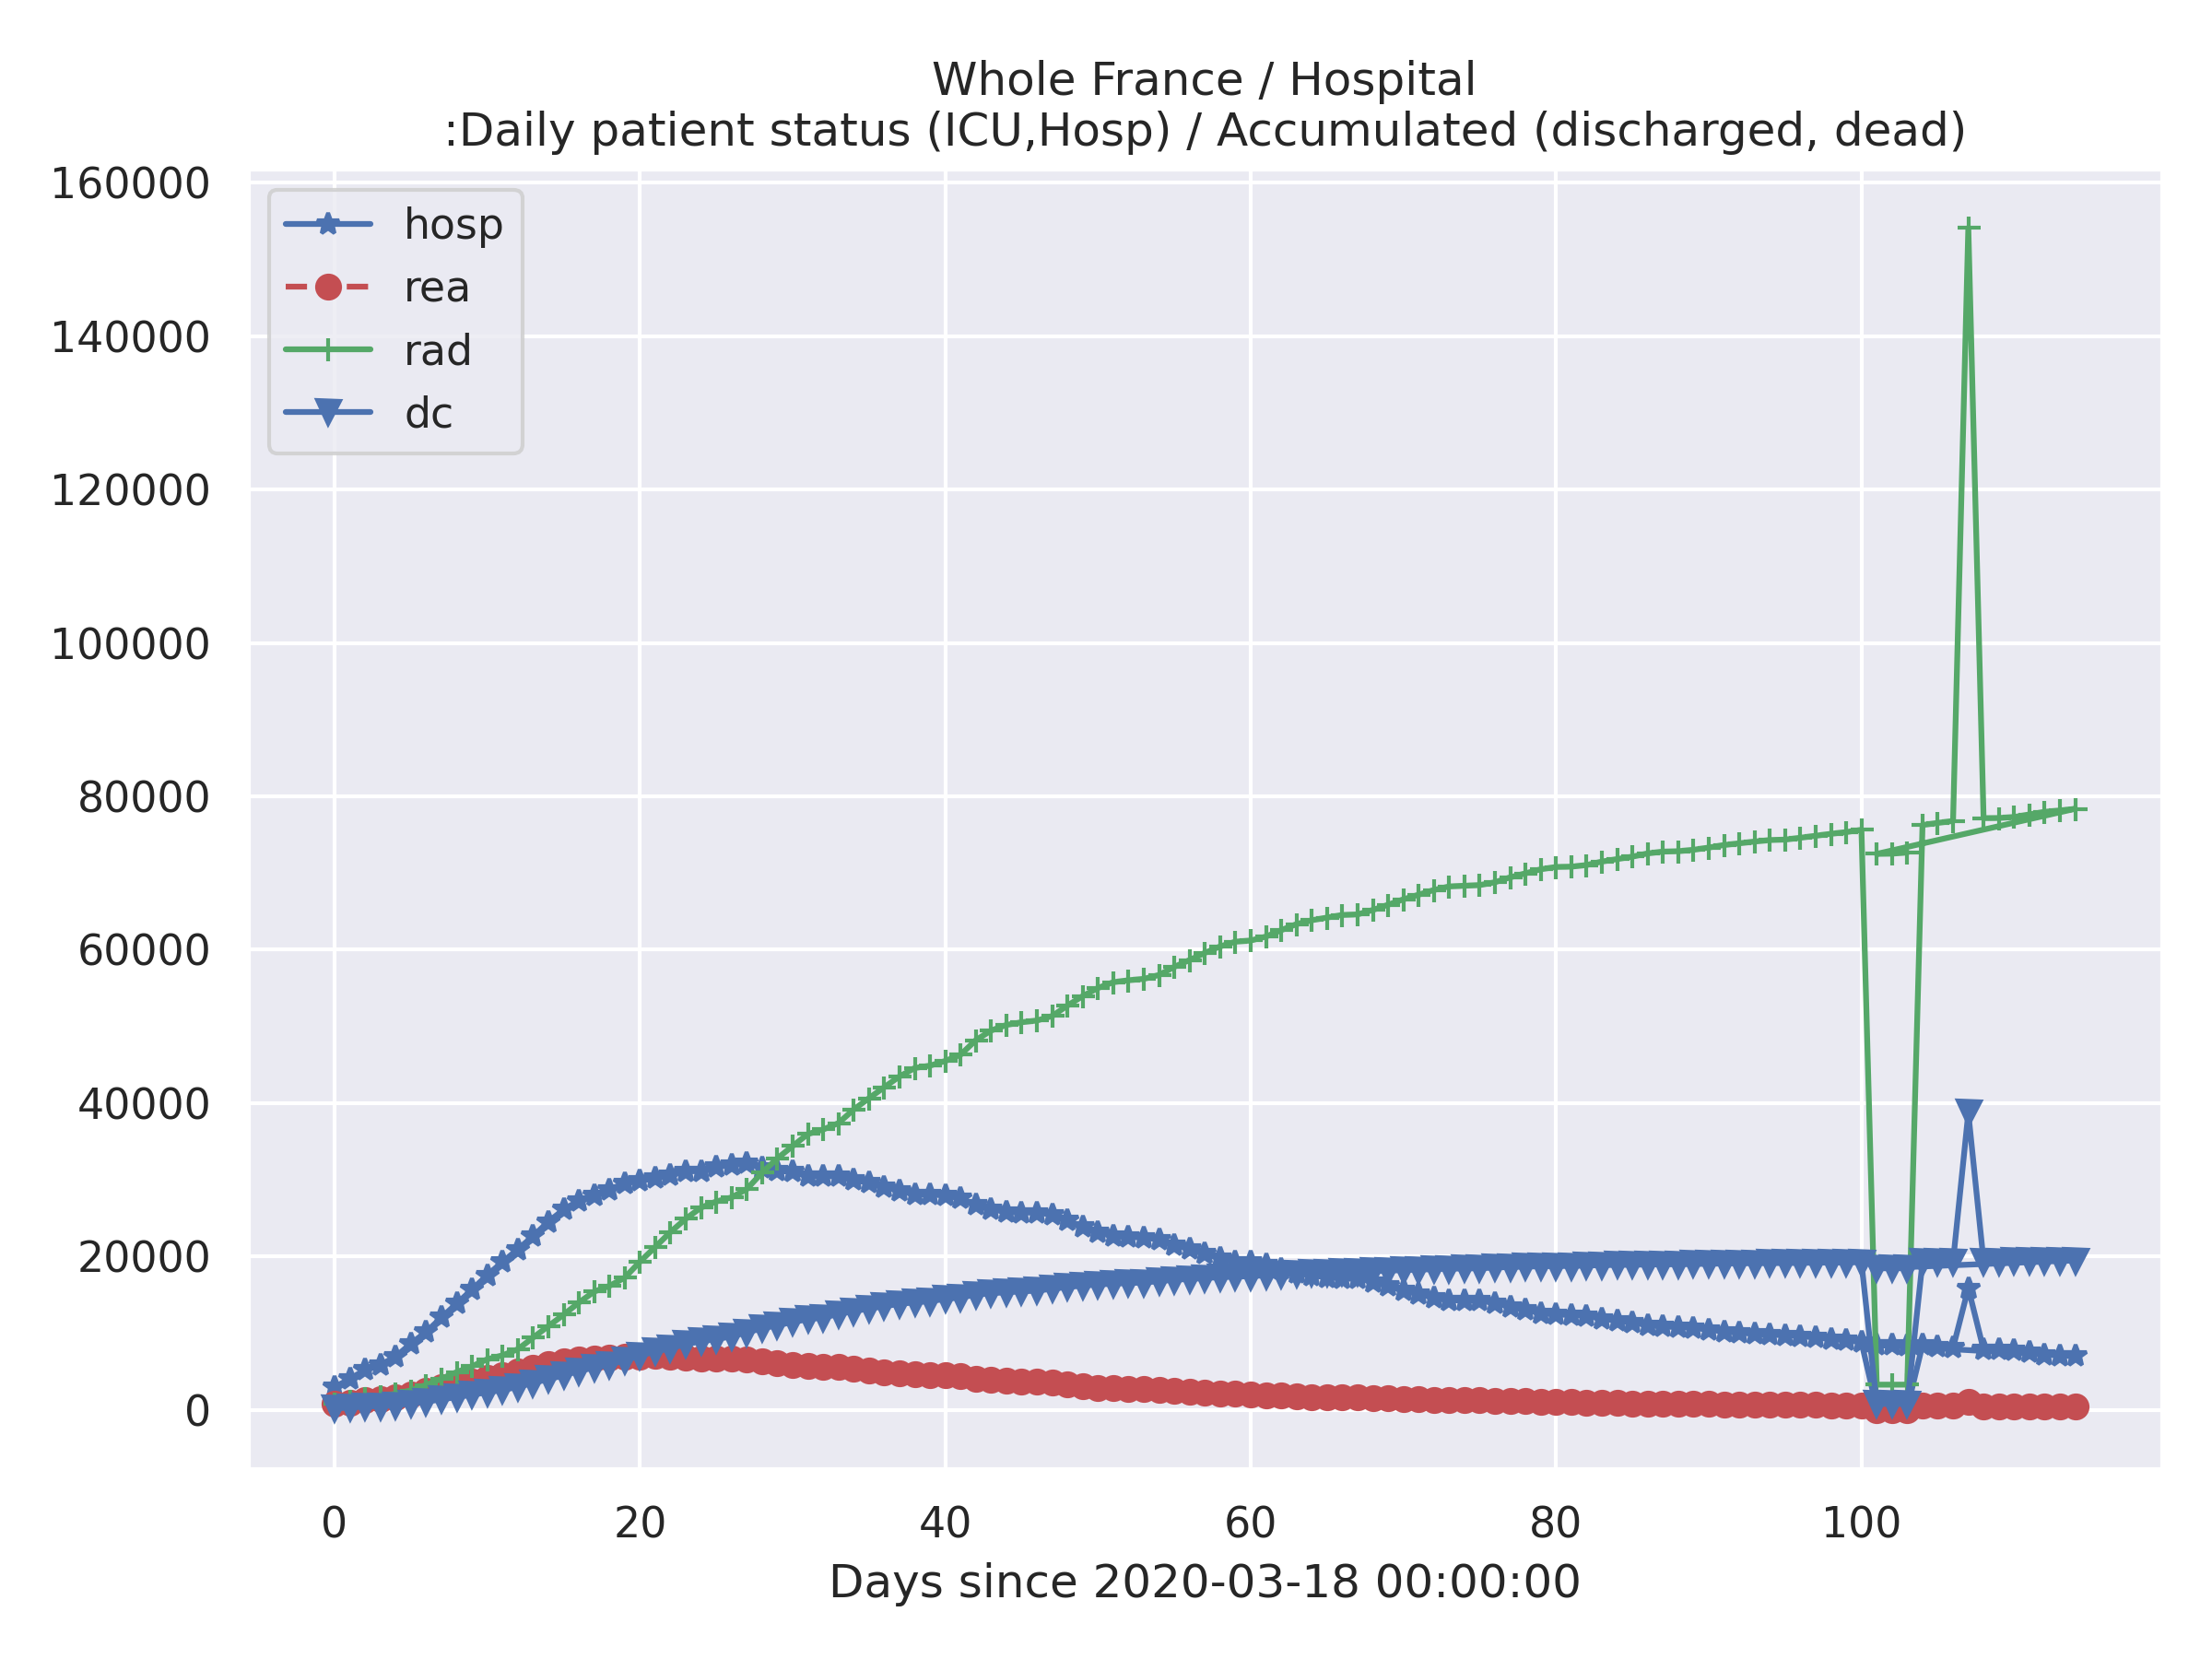 Whole France / Hospital
:Daily patient status (ICU,Hosp) / Accumulated (discharged, dead)
160000
140000
120000
100000
80000
60000
40000
20000
0
hosp
rea
rad
dc
0 20 40 60 80 100
Days since 2020-03-18 00:00:00